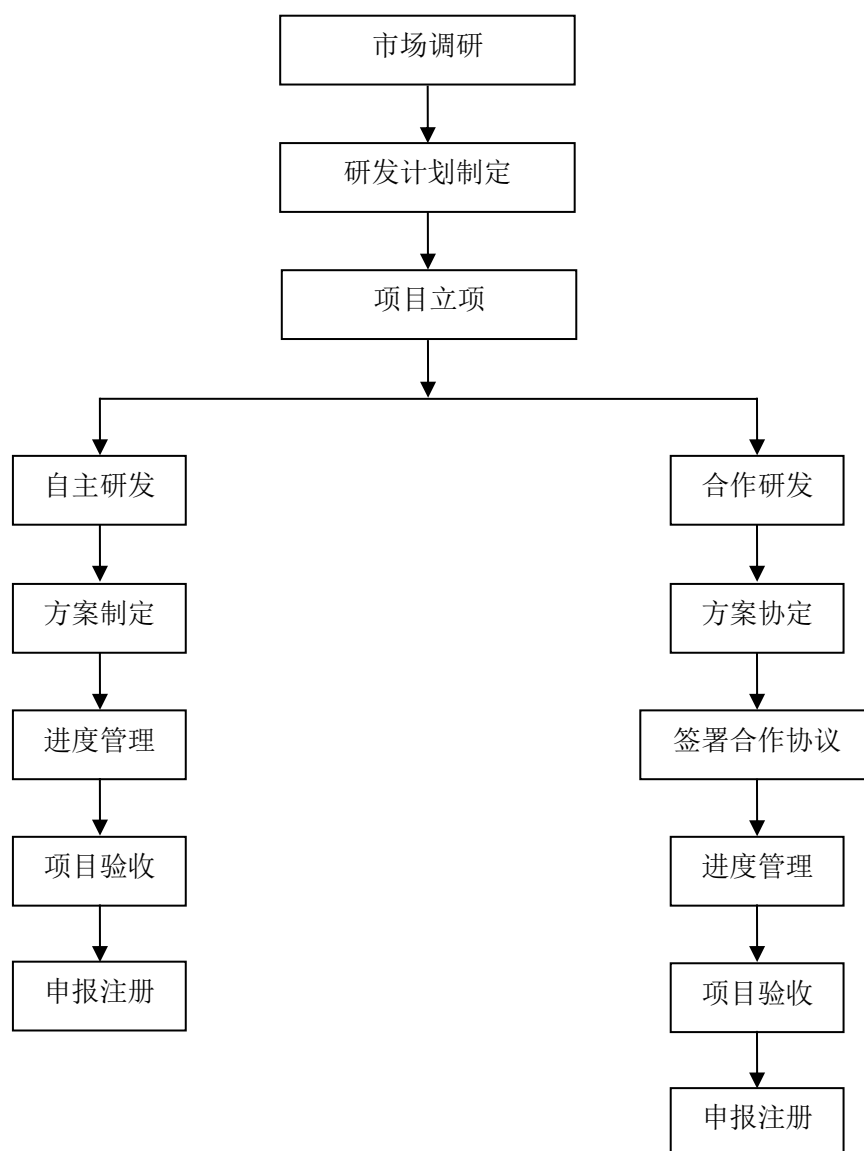 市场调研
研发计划制定
项目立项
自主研发
方案制定
进度管理
项目验收
申报注册
合作研发
方案协定
签署合作协议
进度管理
项目验收
申报注册